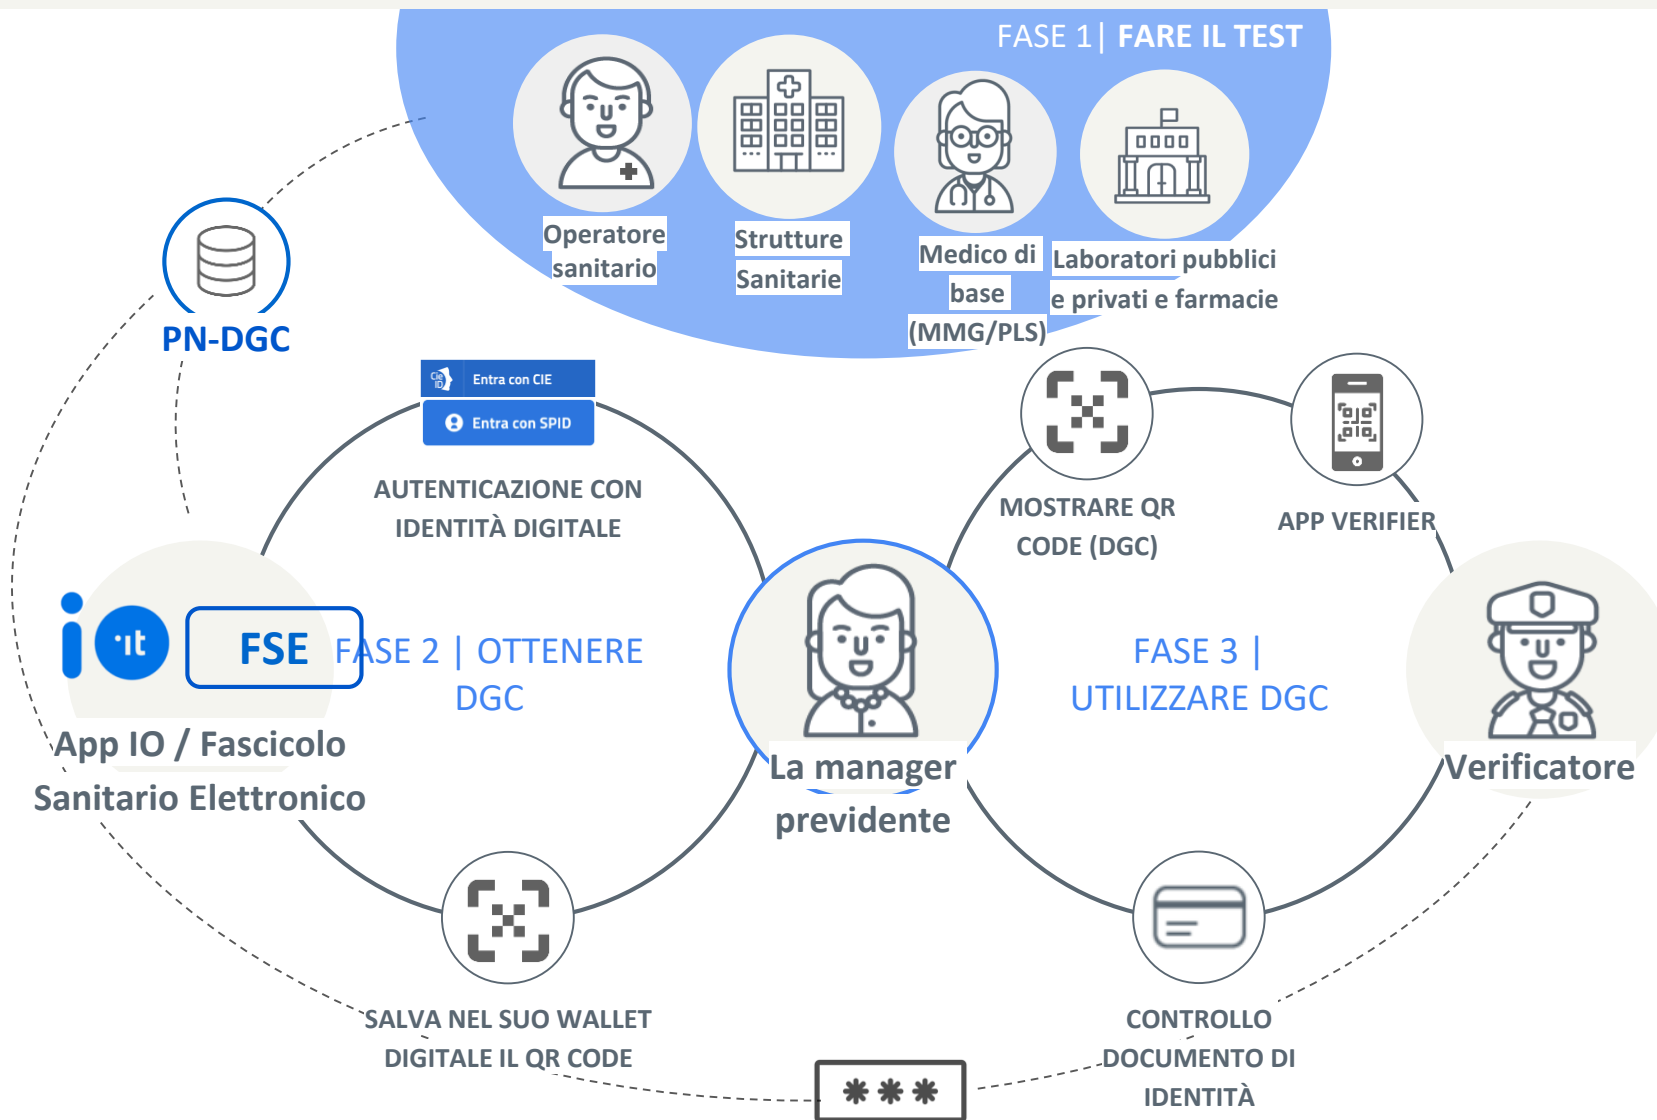 FASE 1| FARE IL TEST
Operatore
sanitario
Strutture
Sanitarie
Medico di
base
(MMG/PLS)
Laboratori pubblici
e privati e farmacie
PN-DGC
Cie
ID
Entra con CIE
Entra con SPID
AUTENTICAZIONE CON
IDENTITÀ DIGITALE
MOSTRARE QR
CODE (DGC)
APP VERIFIER
io
.it
FSE
FASE 2 | OTTENERE
DGC
FASE 3 |
UTILIZZARE DGC
App IO / Fascicolo
Sanitario Elettronico
La manager
previdente
Verificatore
SALVA NEL SUO WALLET
DIGITALE IL QR CODE
CONTROLLO
DOCUMENTO DI
IDENTITÀ
***